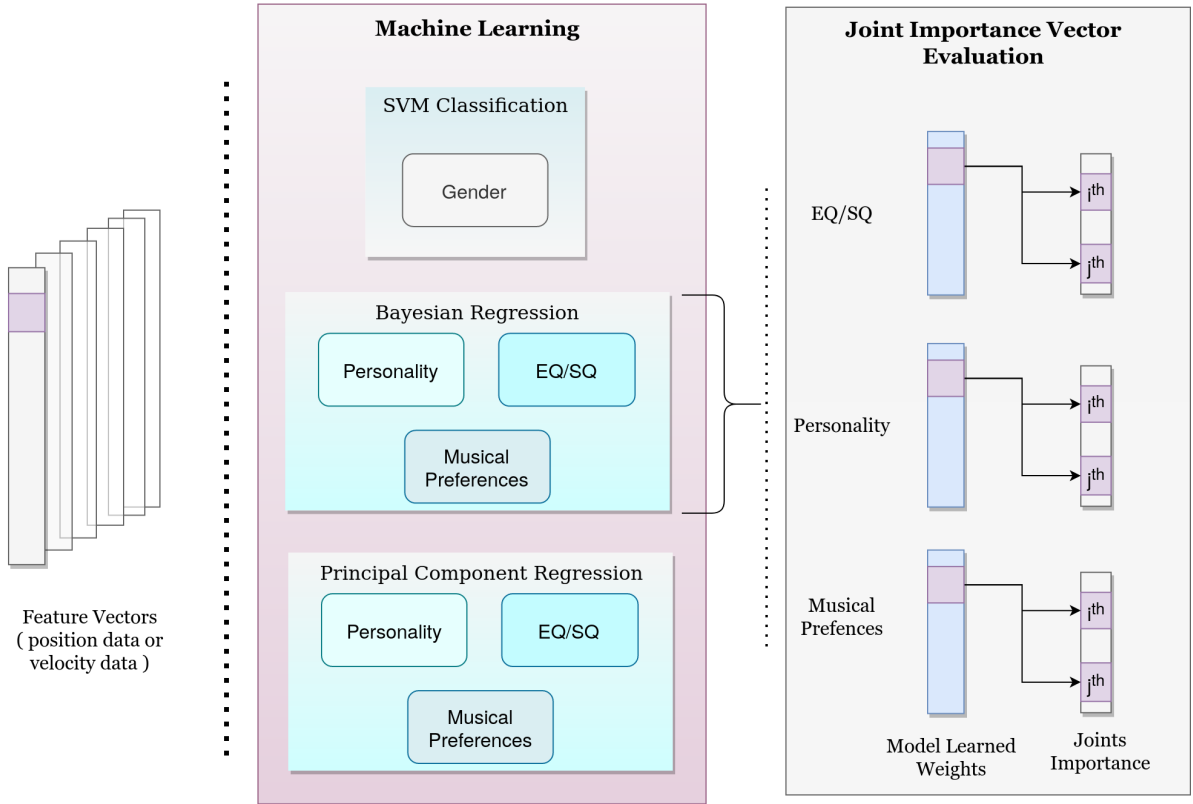 Feature Vectors
( position data or
velocity data )
Machine Learning
SVM Classification
Gender
Bayesian Regression
Personality
EQ/SQ
Musical
Preferences
Principal Component Regression
Personality
EQ/SQ
Musical
Preferences
Joint Importance Vector
Evaluation
EQ/SQ
ith
jth
Personality
ith
jth
Musical
Prefences
ith
jth
Model Learned
Weights
Joints
Importance